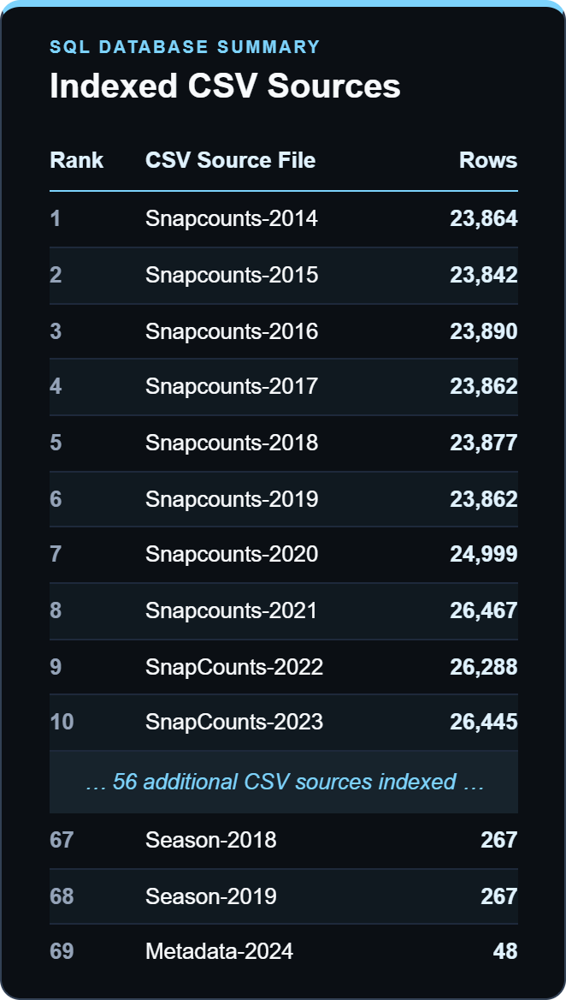 SQL DATABASE SUMMARY
Indexed CSV Sources
Rank CSV Source File Rows
1 Snapcounts-2014 23,864
2 Snapcounts-2015 23,842
3 Snapcounts-2016 23,890
4 Snapcounts-2017 23,862
5 Snapcounts-2018 23,877
6 Snapcounts-2019 23,862
7 Snapcounts-2020 24,999
8 Snapcounts-2021 26,467
9 SnapCounts-2022 26,288
10 SnapCounts-2023 26,445
… 56 additional CSV sources indexed …
67 Season-2018 267
68 Season-2019 267
69 Metadata-2024 48